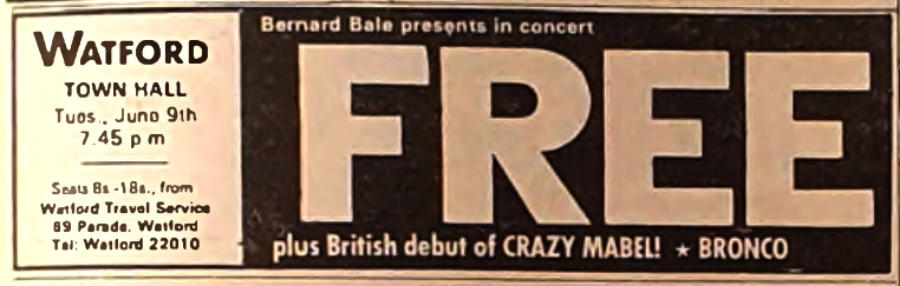 WATFORD
TOWN HALL
Tues., June 9th
7.45 p m
Seats 8s -18s., from
Watford Travel Service
89 Parade, Watford
Tel: Watford 22010
Bernard Bale presents in concert
FREE
plus British debut of CRAZY MABEL! ★ BRONCO